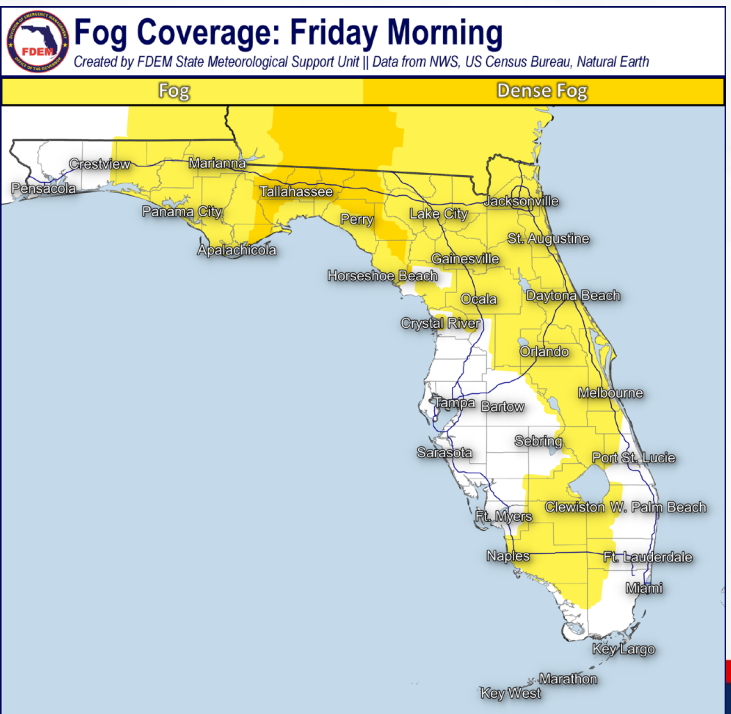 FDEM
Fog Coverage: Friday Morning
Created by FDEM State Meteorological Support Unit || Data from NWS, US Census Bureau, Natural Earth
Fog
Dense Fog
Crestview
Marianna
Pensacola
Tallahassee
Panama City
Perry
Lake City
Jacksonville
Apalachicola
St. Augustine
Gainesville
Horseshoe Beach
Ocala
Daytona Beach
Crystal River
Orlando
Melbourne
Tampa
Bartow
Sebring
Sarasota
Port St. Lucie
Clewiston
W. Palm Beach
Ft. Myers
Naples
Ft. Lauderdale
Miami
Key Largo
Marathon
Key West